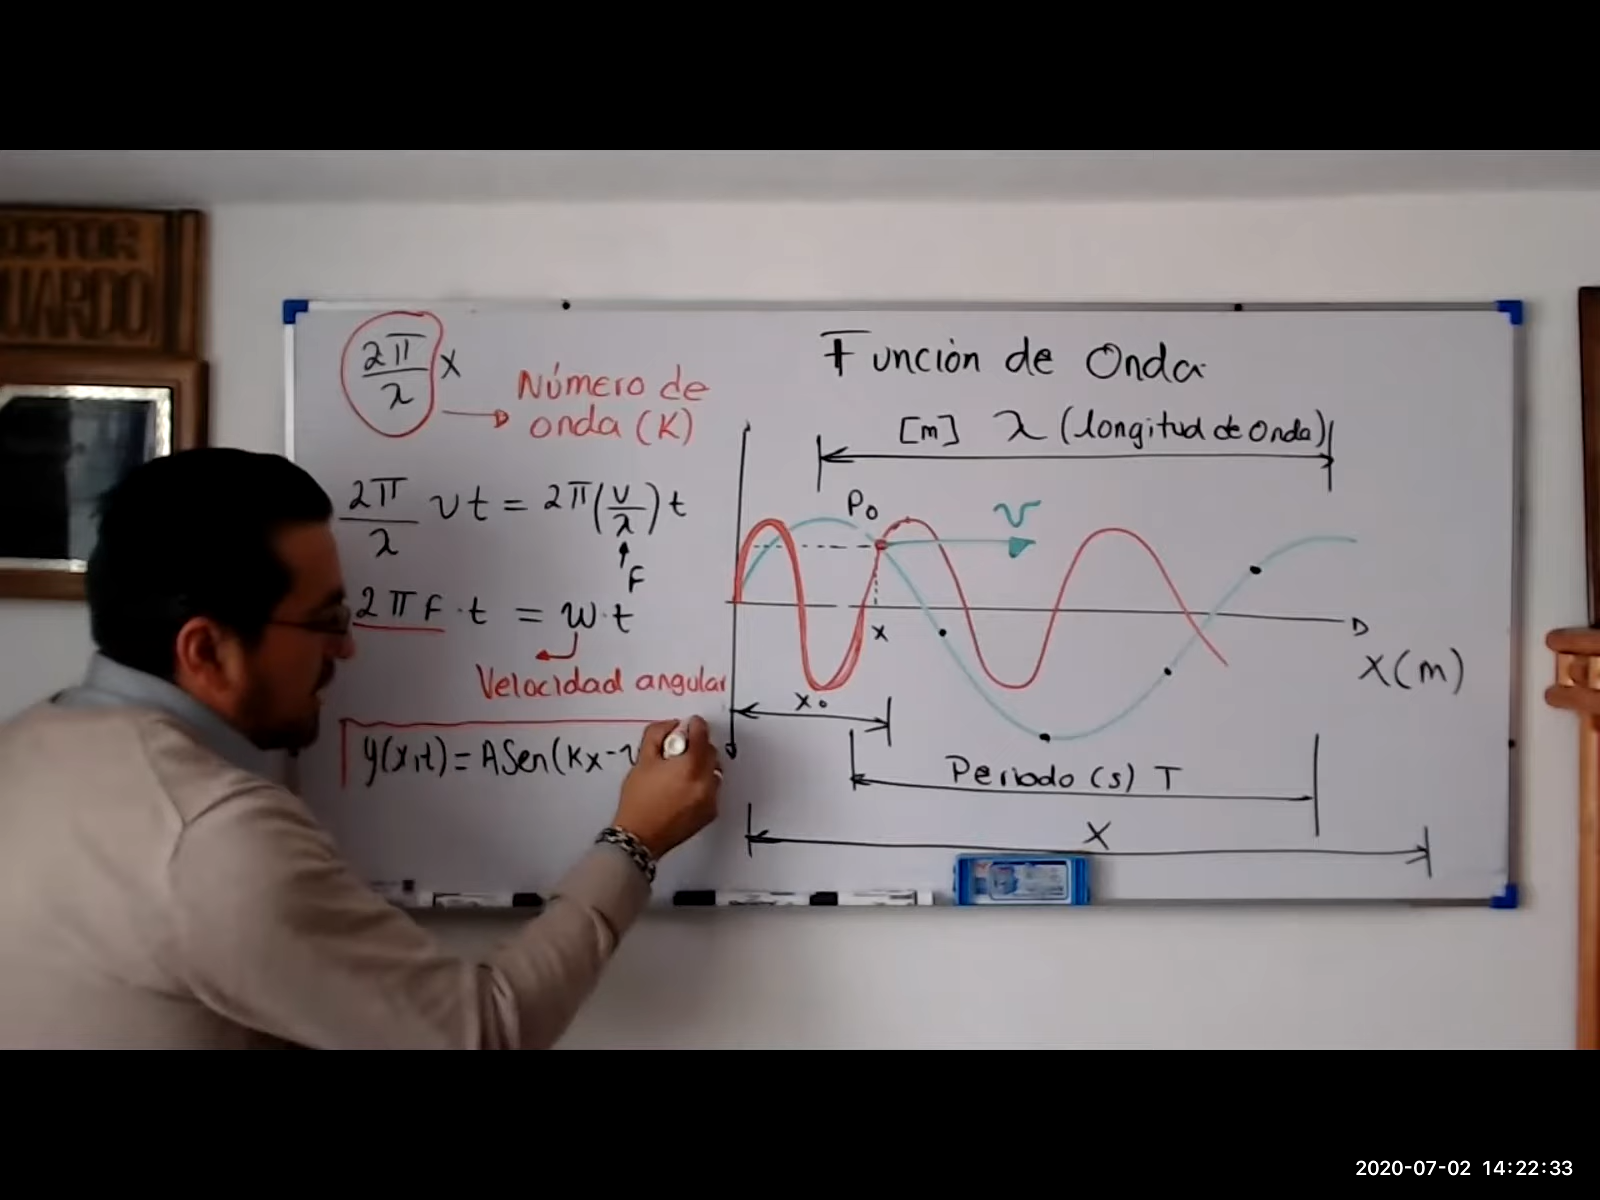 Función de Onda
2π/λ x
Número de
onda (K)
2π/λ vt = 2π(v/λ)t
F
2πF·t = w·t
Velocidad angular
y(x,t) = ASen(Kx-
[m] λ (longitud de onda)
P₀
v
x
X(m)
x₀
Periodo (s) T
X
UARDO
2020-07-02 14:22:33